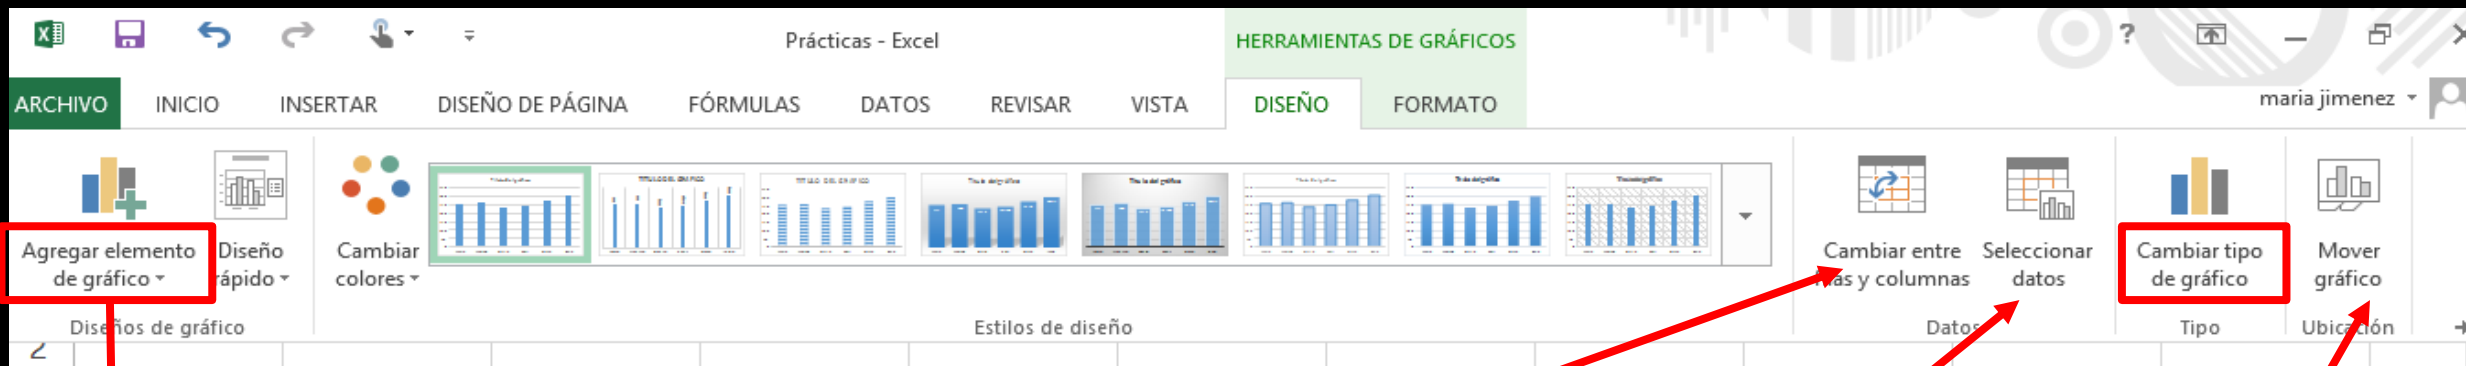 Prácticas - Excel
HERRAMIENTAS DE GRÁFICOS
?
ARCHIVO INICIO INSERTAR DISEÑO DE PÁGINA FÓRMULAS DATOS REVISAR VISTA DISEÑO FORMATO
maria jimenez
Agregar elemento
de gráfico
Diseño
rápido
Cambiar
colores
Cambiar entre
filas y columnas
Seleccionar
datos
Cambiar tipo
de gráfico
Mover
gráfico
Diseños de gráfico
Estilos de diseño
Datos
Tipo
Ubicación
2